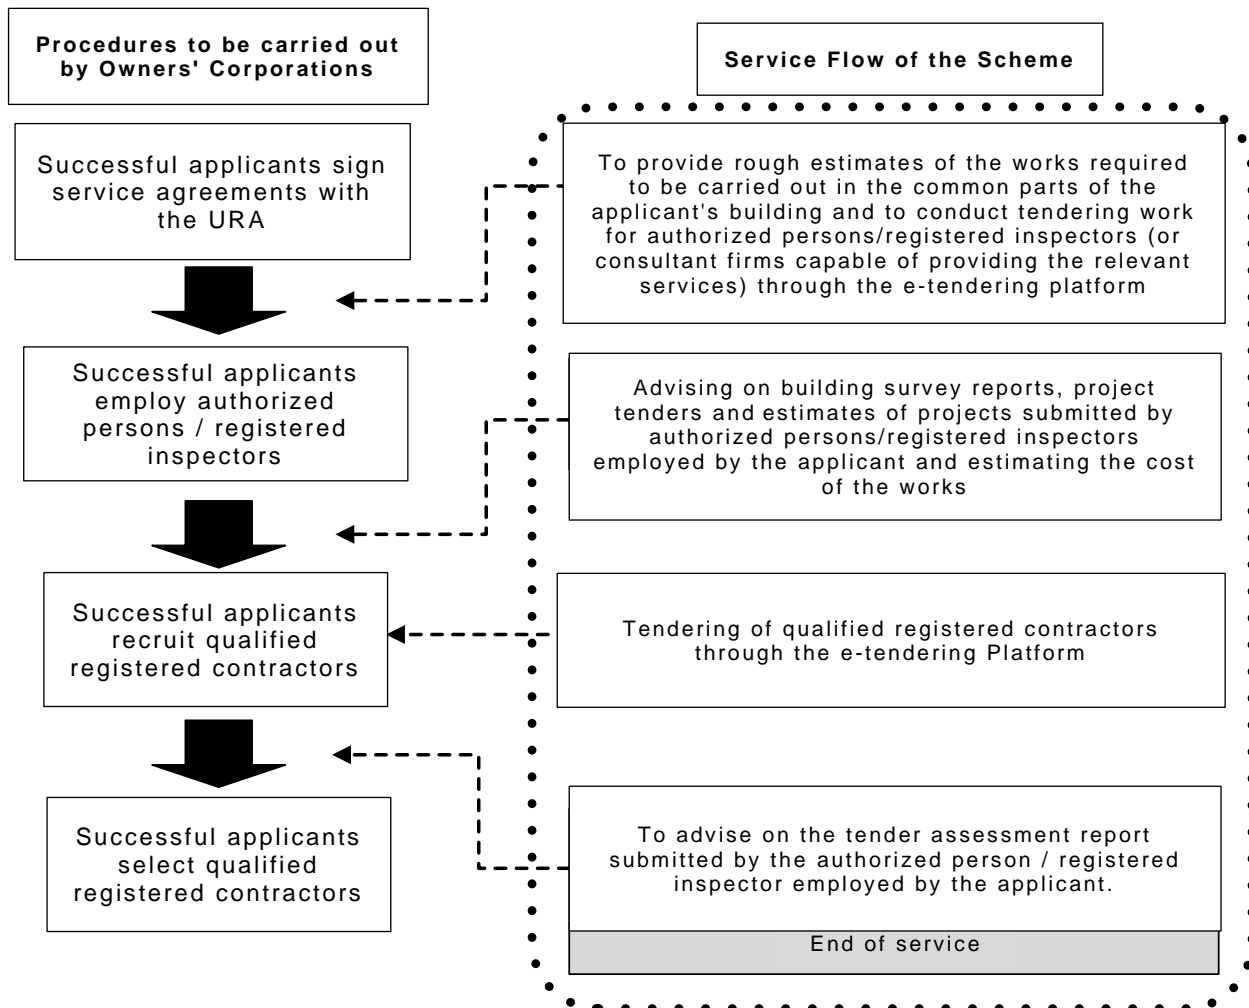 Procedures to be carried out
by Owners' Corporations
Successful applicants sign
service agreements with
the URA
Successful applicants
employ authorized
persons / registered
inspectors
Successful applicants
recruit qualified
registered contractors
Successful applicants
select qualified
registered contractors
Service Flow of the Scheme
To provide rough estimates of the works required
to be carried out in the common parts of the
applicant's building and to conduct tendering work
for authorized persons/registered inspectors (or
consultant firms capable of providing the relevant
services) through the e-tendering platform
Advising on building survey reports, project
tenders and estimates of projects submitted by
authorized persons/registered inspectors
employed by the applicant and estimating the cost
of the works
Tendering of qualified registered contractors
through the e-tendering Platform
To advise on the tender assessment report
submitted by the authorized person / registered
inspector employed by the applicant.
End of service